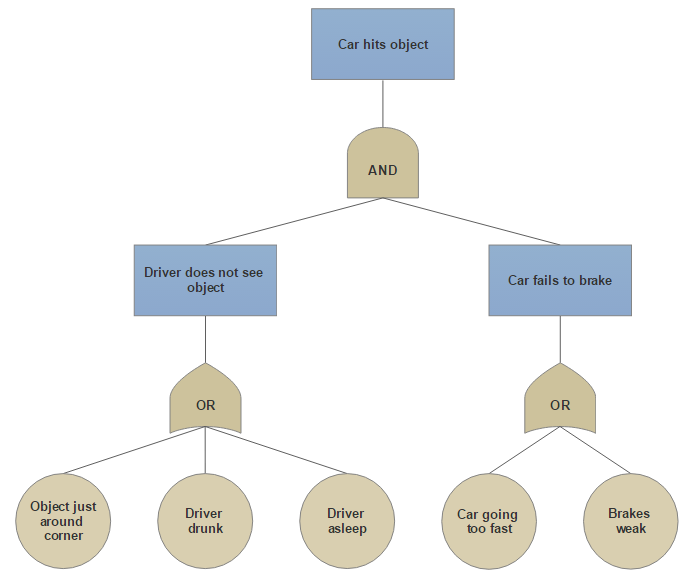 Car hits object
AND
Driver does not see
object
Car fails to brake
OR
OR
Object just
around
corner
Driver
drunk
Driver
asleep
Car going
too fast
Brakes
weak